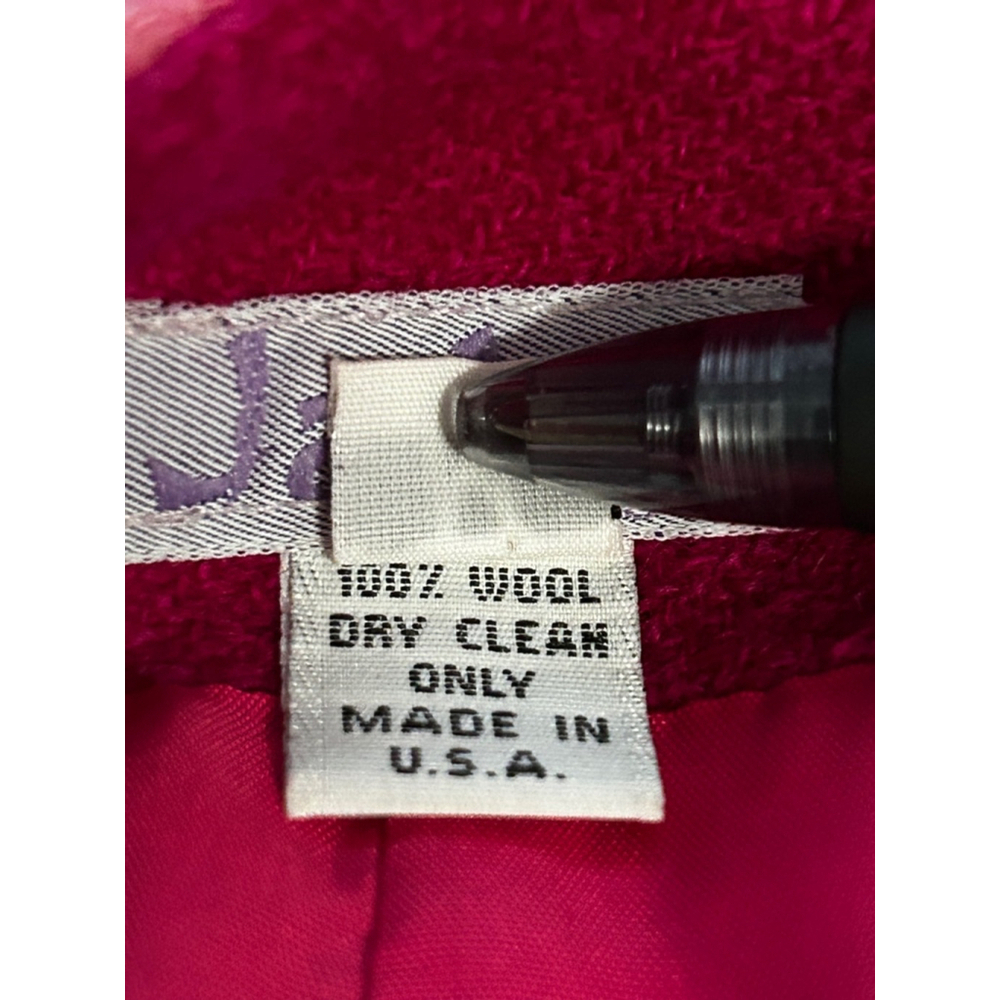 100% WOOL
DRY CLEAN
ONLY
MADE IN
U.S.A.